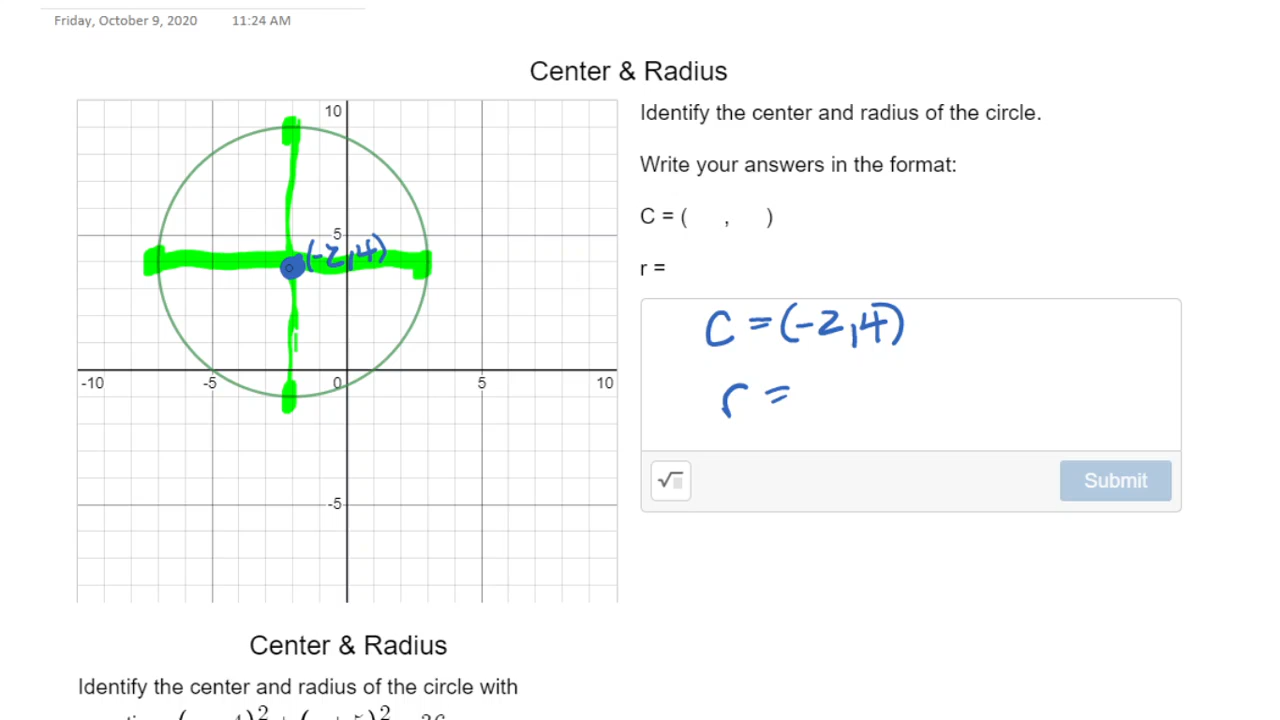 Friday, October 9, 2020 11:24 AM
Center & Radius
10
5
-10 -5 0 5 10
-5
(-2,4)
Identify the center and radius of the circle.
Write your answers in the format:
C = ( , )
r =
C = (-2,4)
r =
√
Submit
Center & Radius
Identify the center and radius of the circle with